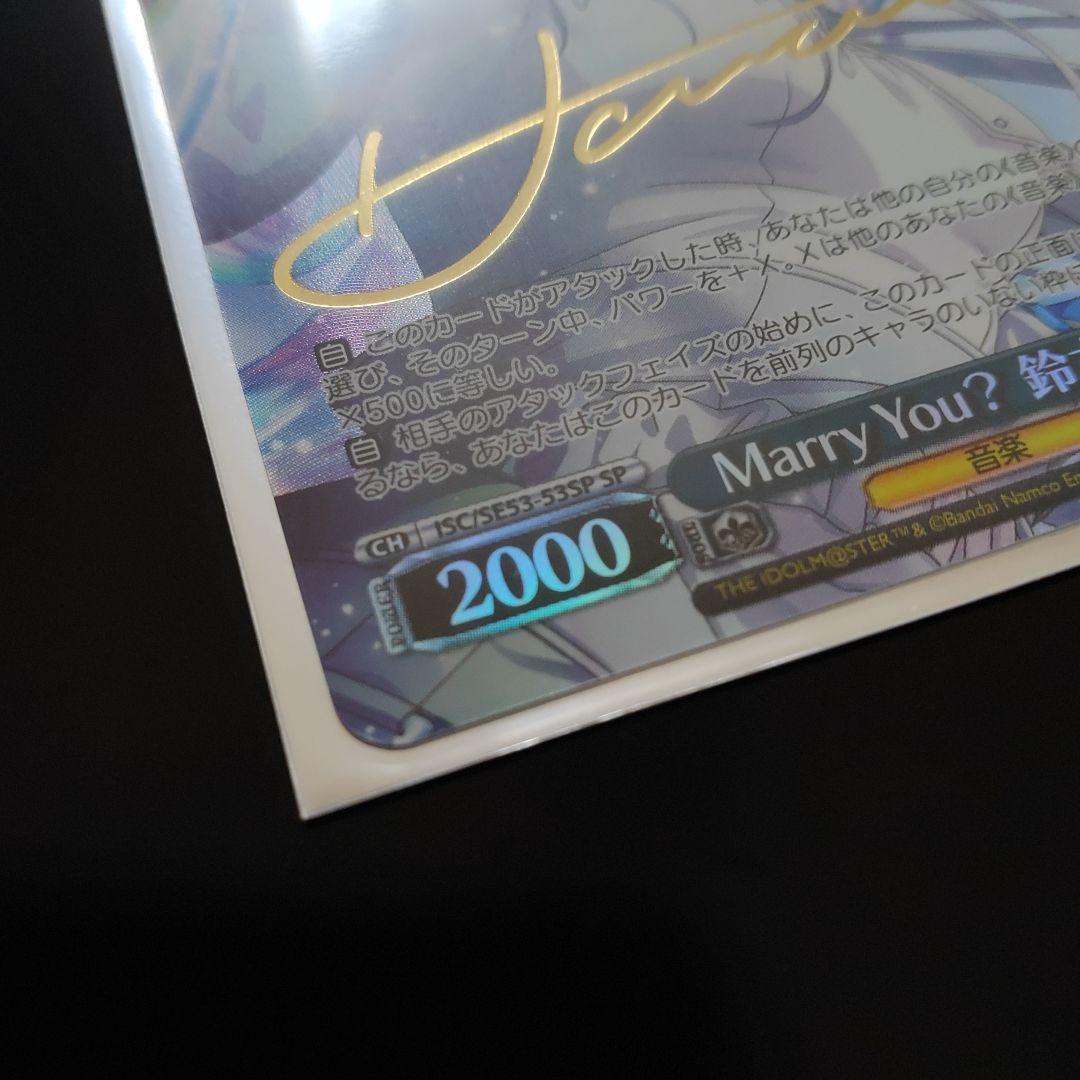 自 このカードがアタックした時、あなたは他の自分の《音楽》の
選び、そのターン中、パワーを＋X。Xは他のあなたの《音楽》
×500に等しい。
自 相手のアタックフェイズの始めに、このカードの正面に
るなら、あなたはこのカードを前列のキャラのいない枠に
Marry You? 鈴
CH ISC/SE53-53SP SP
音楽
POWER 2000 SOUL
THE IDOLM@STER™& ©Bandai Namco En